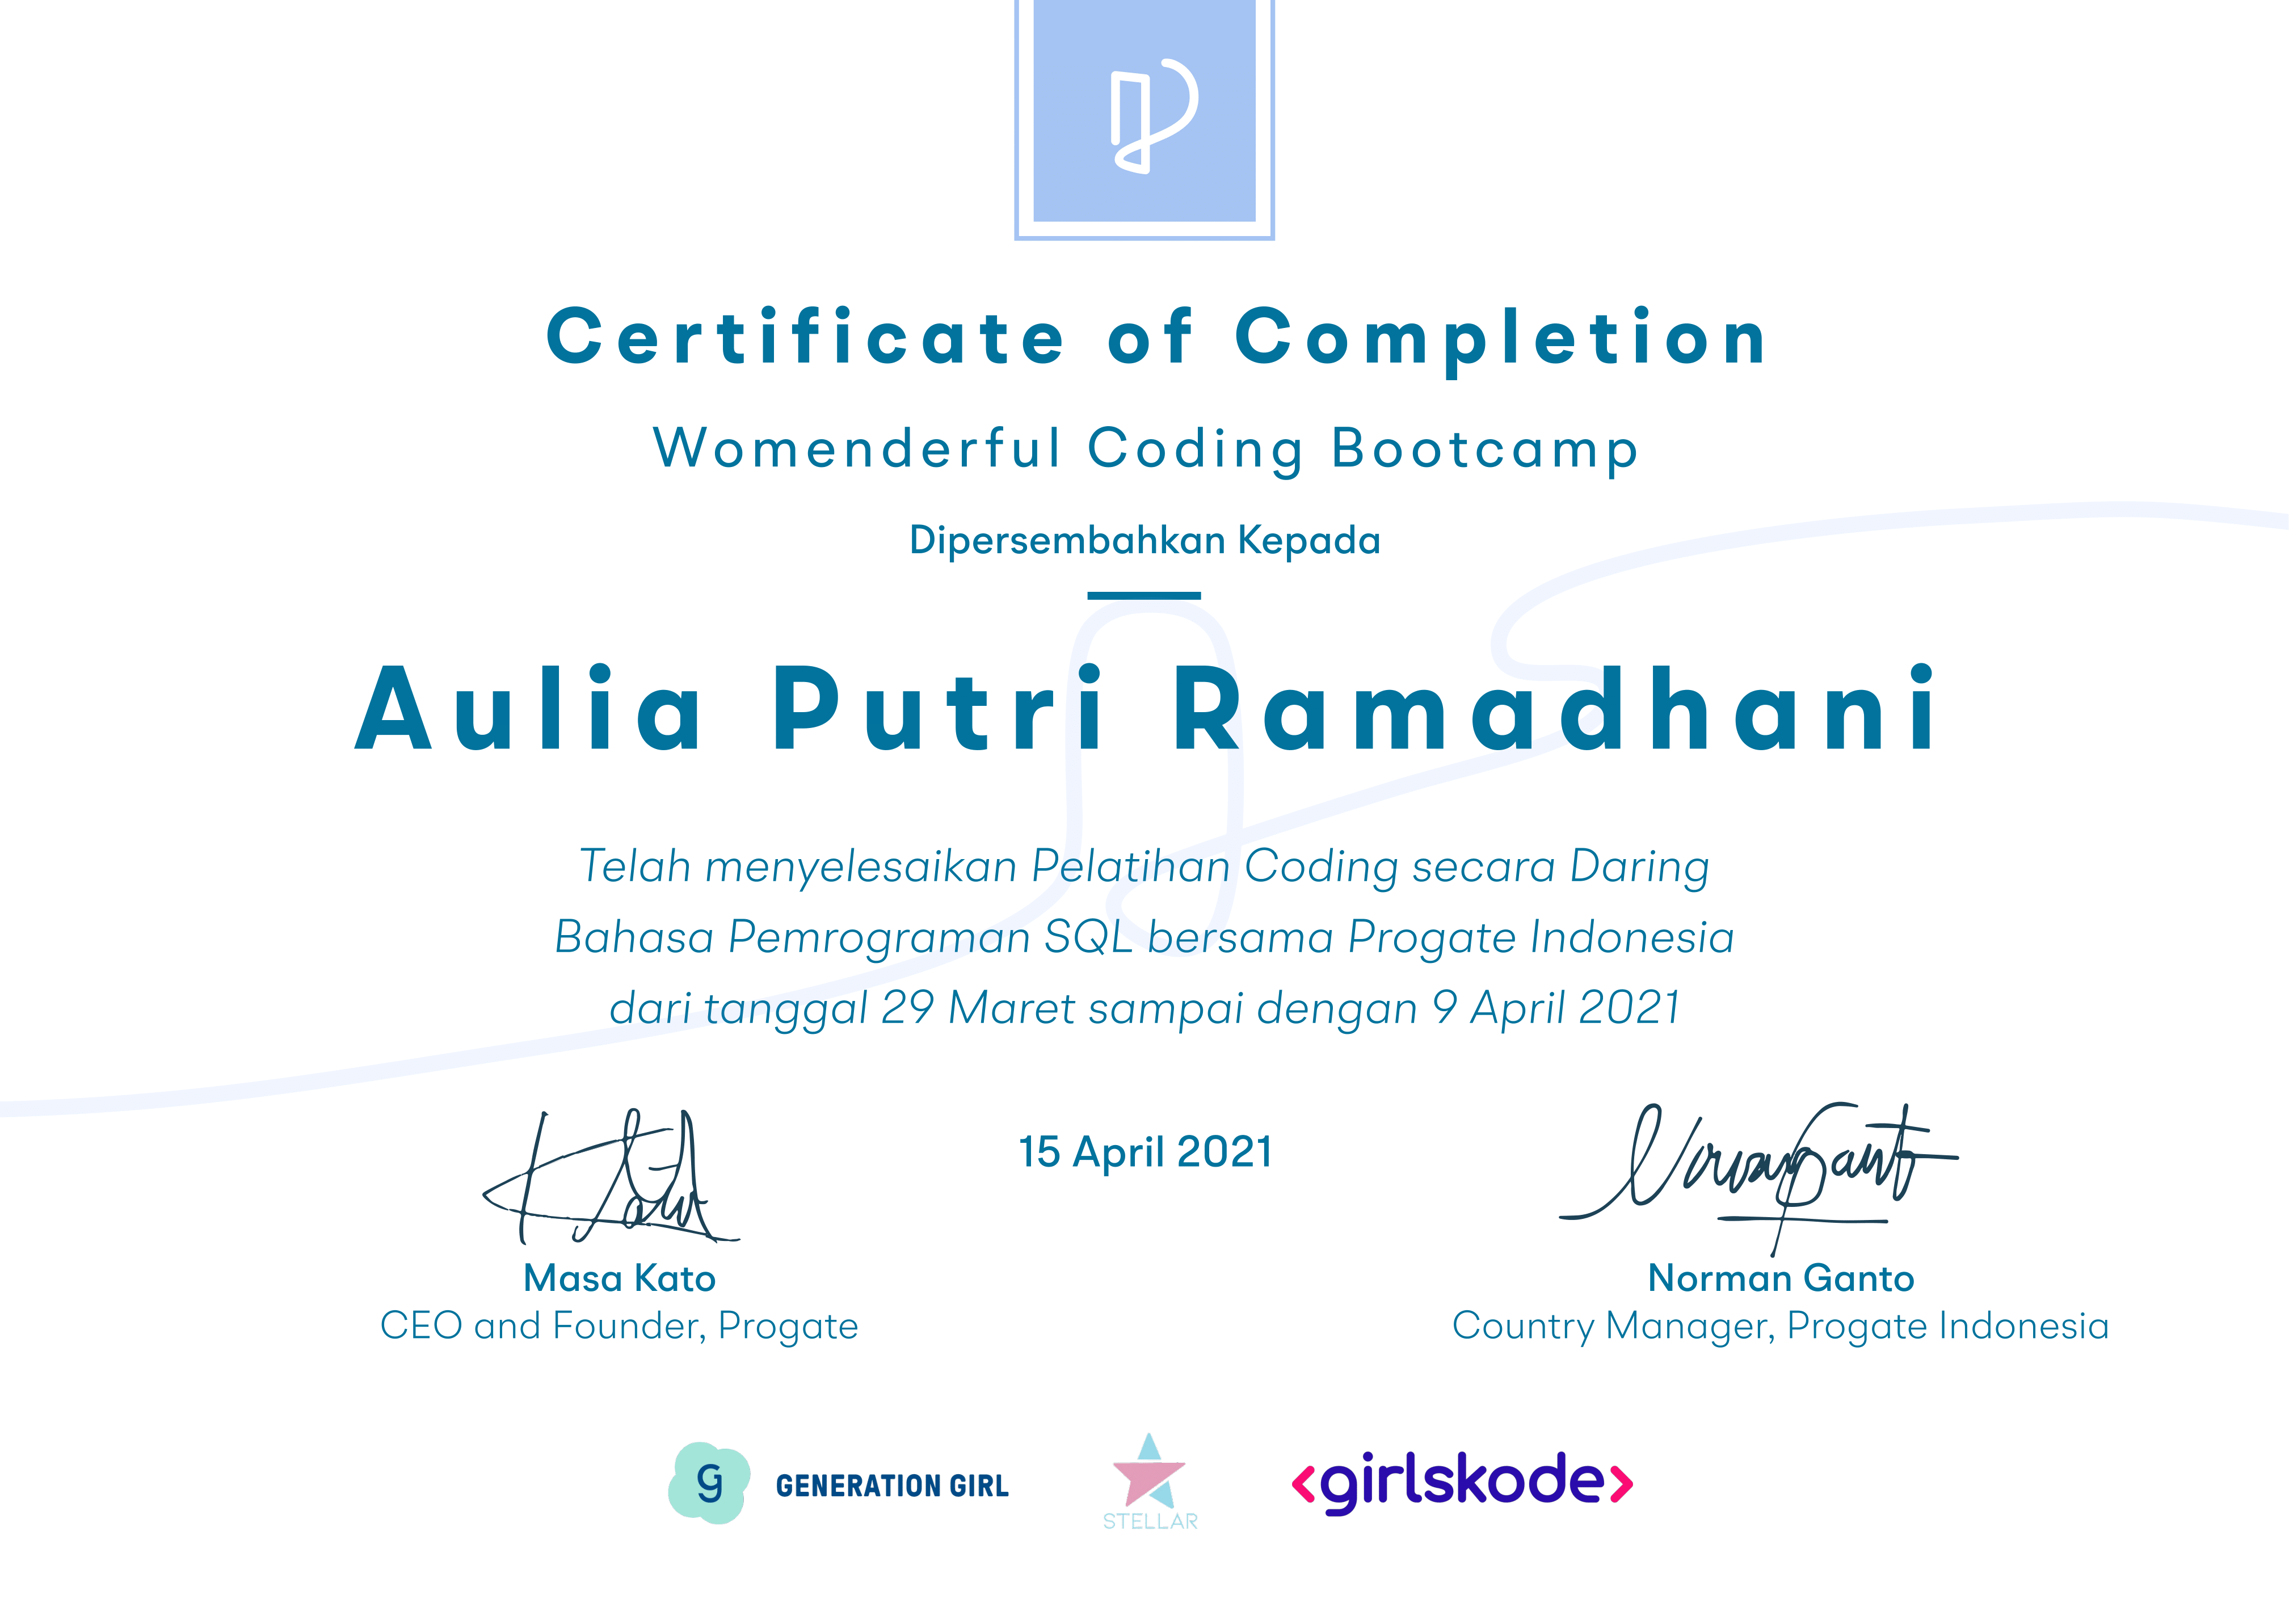 Certificate of Completion
Womenderful Coding Bootcamp
Dipersembahkan Kepada
Aulia Putri Ramadhani
Telah menyelesaikan Pelatihan Coding secara Daring
Bahasa Pemrograman SQL bersama Progate Indonesia
dari tanggal 29 Maret sampai dengan 9 April 2021
15 April 2021
Masa Kato
CEO and Founder, Progate
Norman Ganto
Country Manager, Progate Indonesia
g GENERATION GIRL
STELLAR
<girlskode>